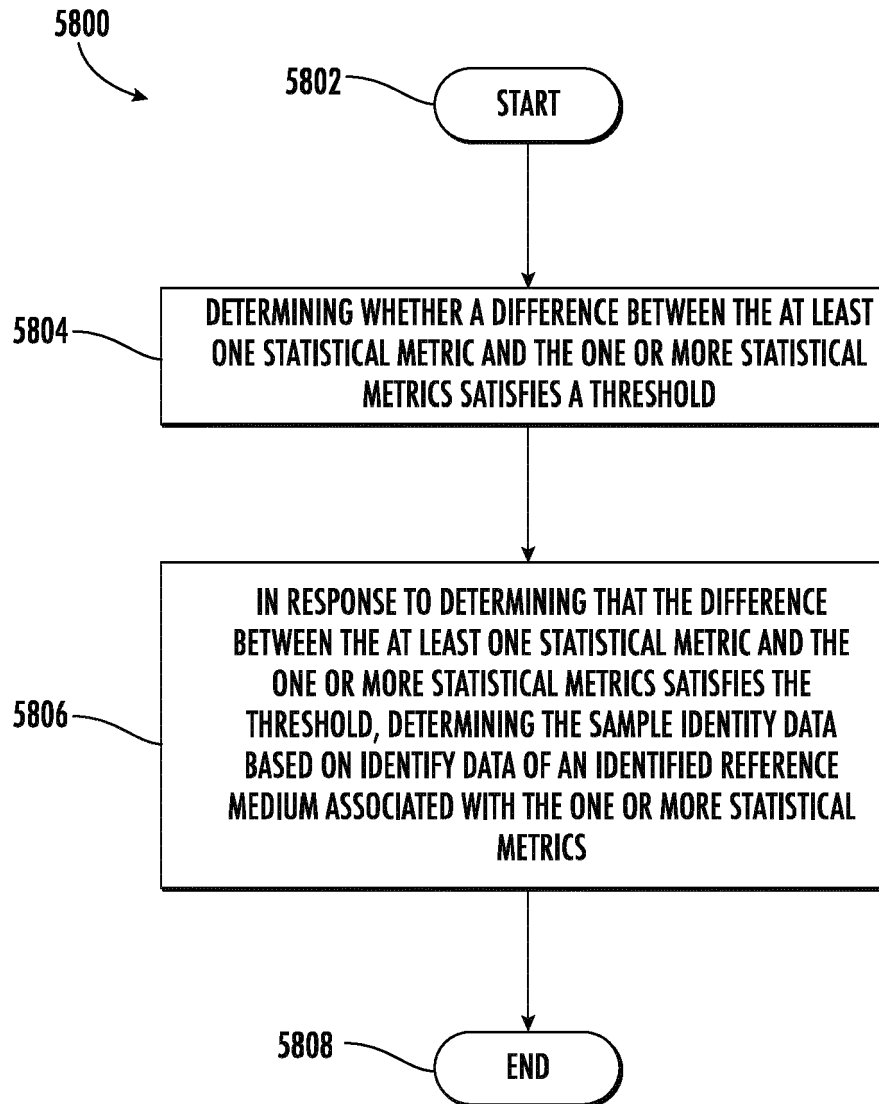 5800
5802
START
5804
DETERMINING WHETHER A DIFFERENCE BETWEEN THE AT LEAST
ONE STATISTICAL METRIC AND THE ONE OR MORE STATISTICAL
METRICS SATISFIES A THRESHOLD
5806
IN RESPONSE TO DETERMINING THAT THE DIFFERENCE
BETWEEN THE AT LEAST ONE STATISTICAL METRIC AND THE
ONE OR MORE STATISTICAL METRICS SATISFIES THE
THRESHOLD, DETERMINING THE SAMPLE IDENTITY DATA
BASED ON IDENTIFY DATA OF AN IDENTIFIED REFERENCE
MEDIUM ASSOCIATED WITH THE ONE OR MORE STATISTICAL
METRICS
5808
END